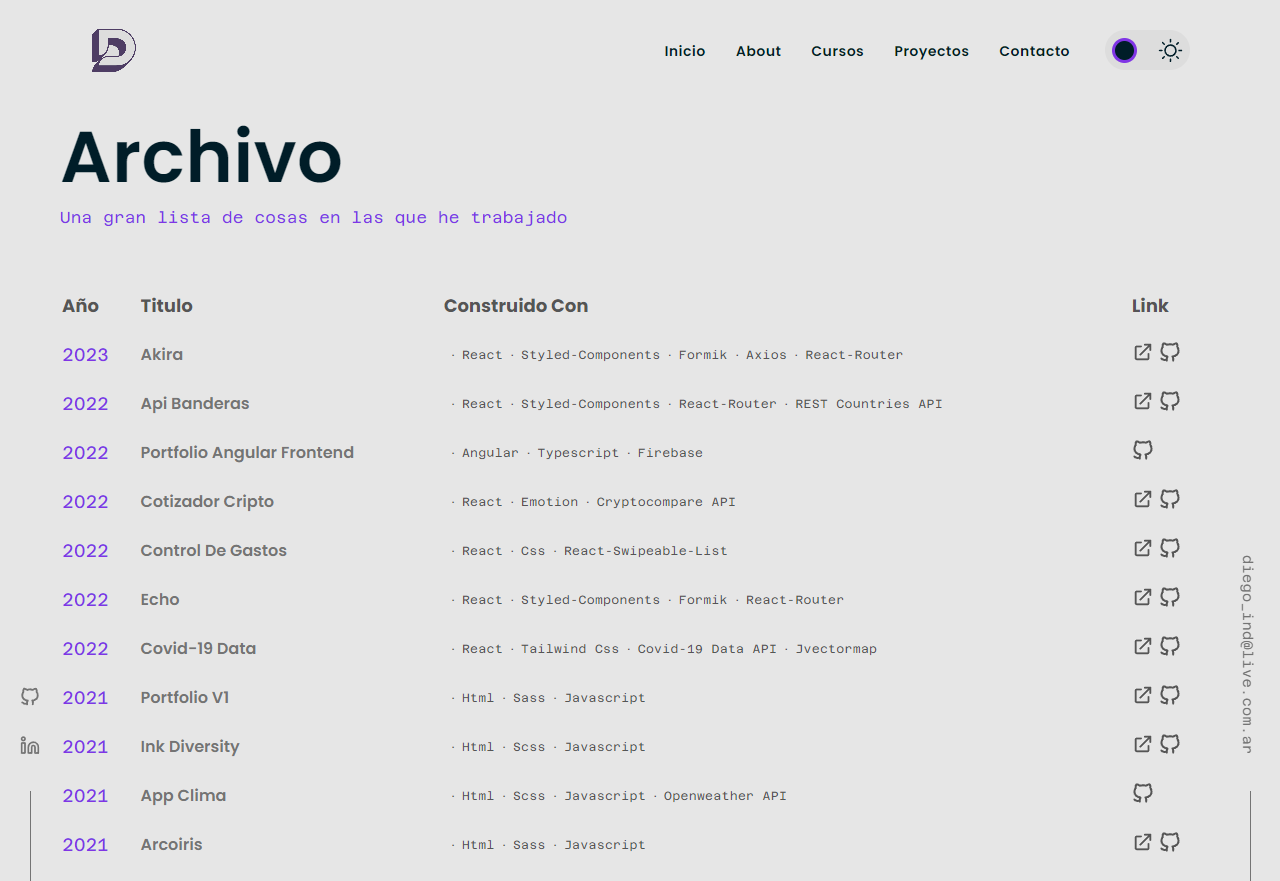 Inicio About Cursos Proyectos Contacto
Archivo
Una gran lista de cosas en las que he trabajado
Año Titulo Construido Con Link
2023 Akira · React · Styled-Components · Formik · Axios · React-Router
2022 Api Banderas · React · Styled-Components · React-Router · REST Countries API
2022 Portfolio Angular Frontend · Angular · Typescript · Firebase
2022 Cotizador Cripto · React · Emotion · Cryptocompare API
2022 Control De Gastos · React · Css · React-Swipeable-List
2022 Echo · React · Styled-Components · Formik · React-Router
2022 Covid-19 Data · React · Tailwind Css · Covid-19 Data API · Jvectormap
2021 Portfolio V1 · Html · Sass · Javascript
2021 Ink Diversity · Html · Scss · Javascript
2021 App Clima · Html · Scss · Javascript · Openweather API
2021 Arcoiris · Html · Sass · Javascript
diego_ind@live.com.ar